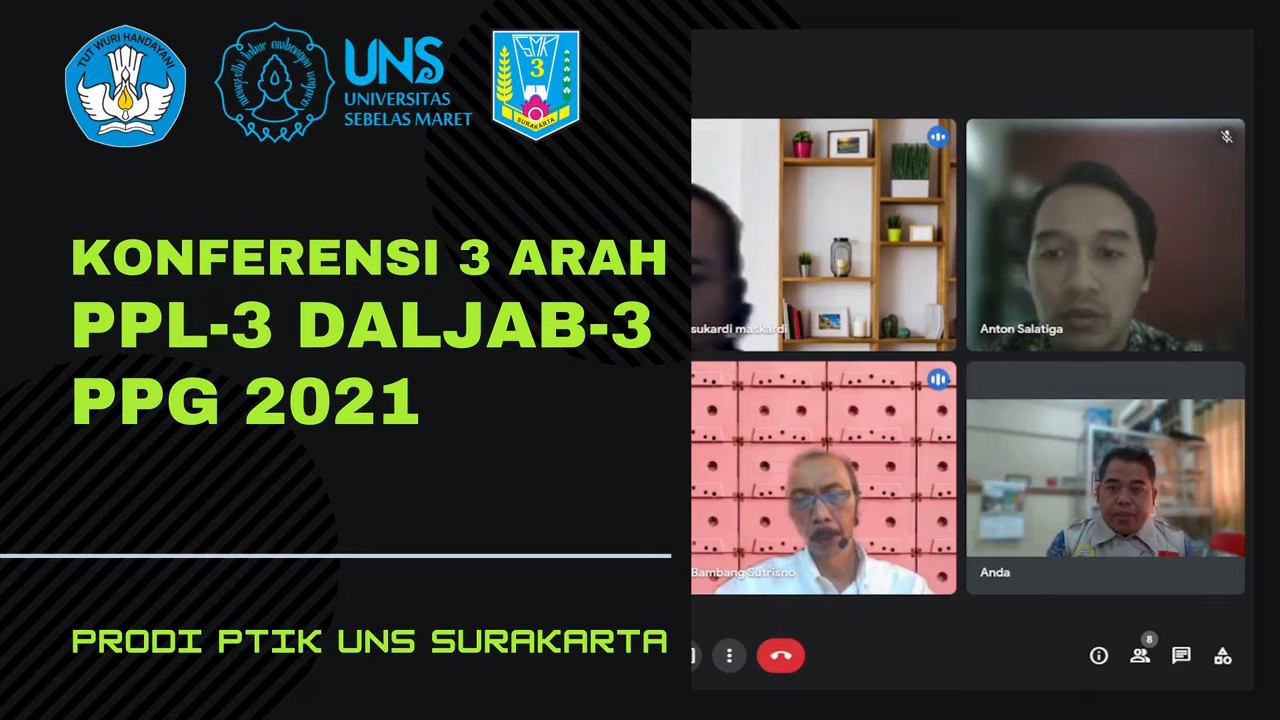 TUT WURI HANDAYANI
UNS
UNIVERSITAS
SEBELAS MARET
SMK
3
SURAKARTA
KONFERENSI 3 ARAH
PPL-3 DALJAB-3
PPG 2021
PRODI PTIK UNS SURAKARTA
sukardi maskardi
Anton Salatiga
Bambang Sutrisno
Anda
8